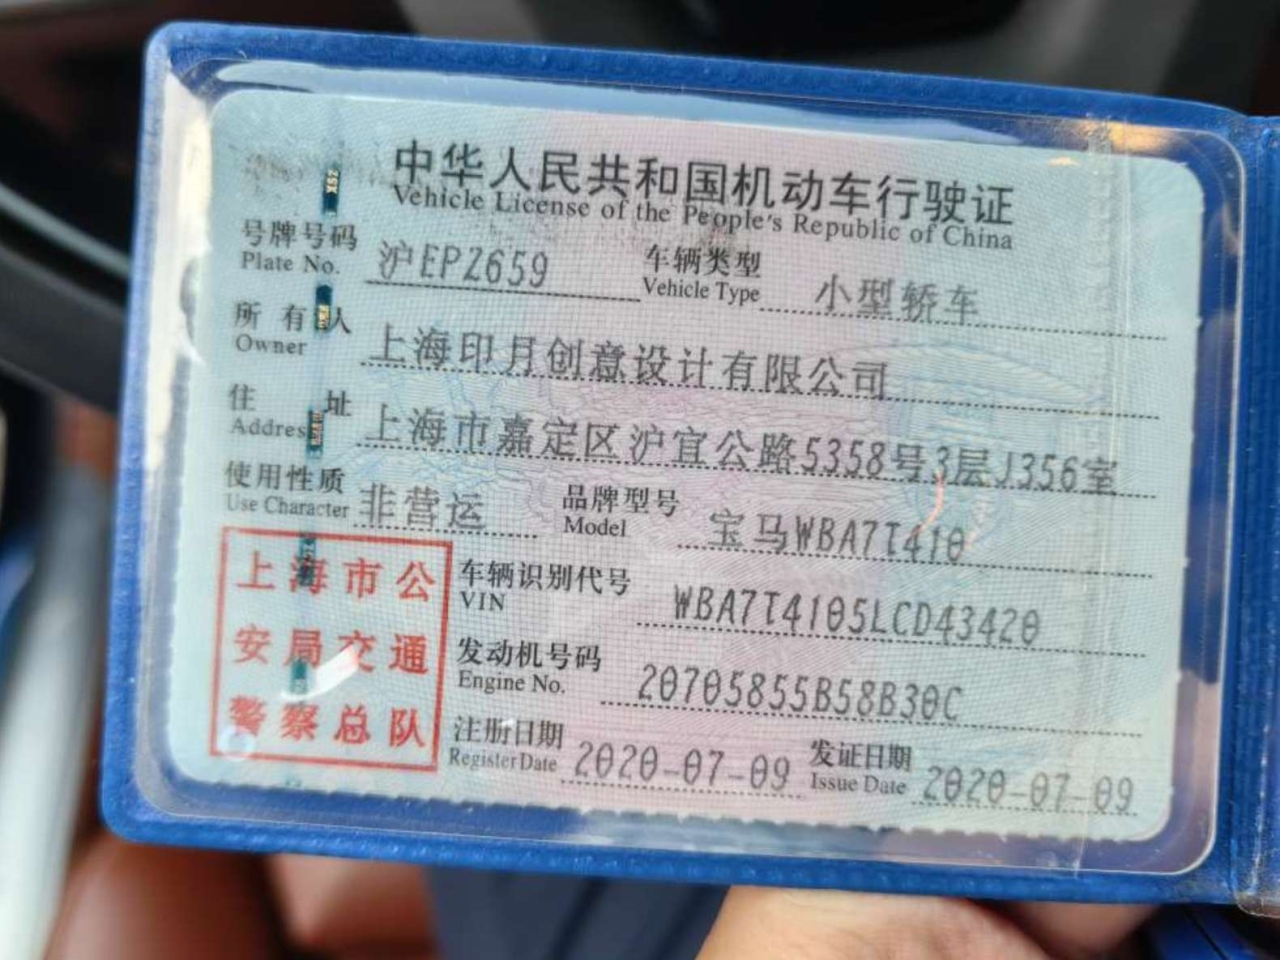 中华人民共和国机动车行驶证
Vehicle License of the People's Republic of China
号牌号码 沪EP2659 车辆类型 小型轿车
Plate No. Vehicle Type
所有人 上海印月创意设计有限公司
Owner
住址 上海市嘉定区沪宜公路5358号3层J356室
Address
使用性质 非营运 品牌型号 宝马WBA7T410
Use Character Model
上海市公
安局交通
警察总队
车辆识别代号 WBA7T4105LCD43420
VIN
发动机号码 20705855B58B30C
Engine No.
注册日期 2020-07-09 发证日期 2020-07-09
Register Date Issue Date